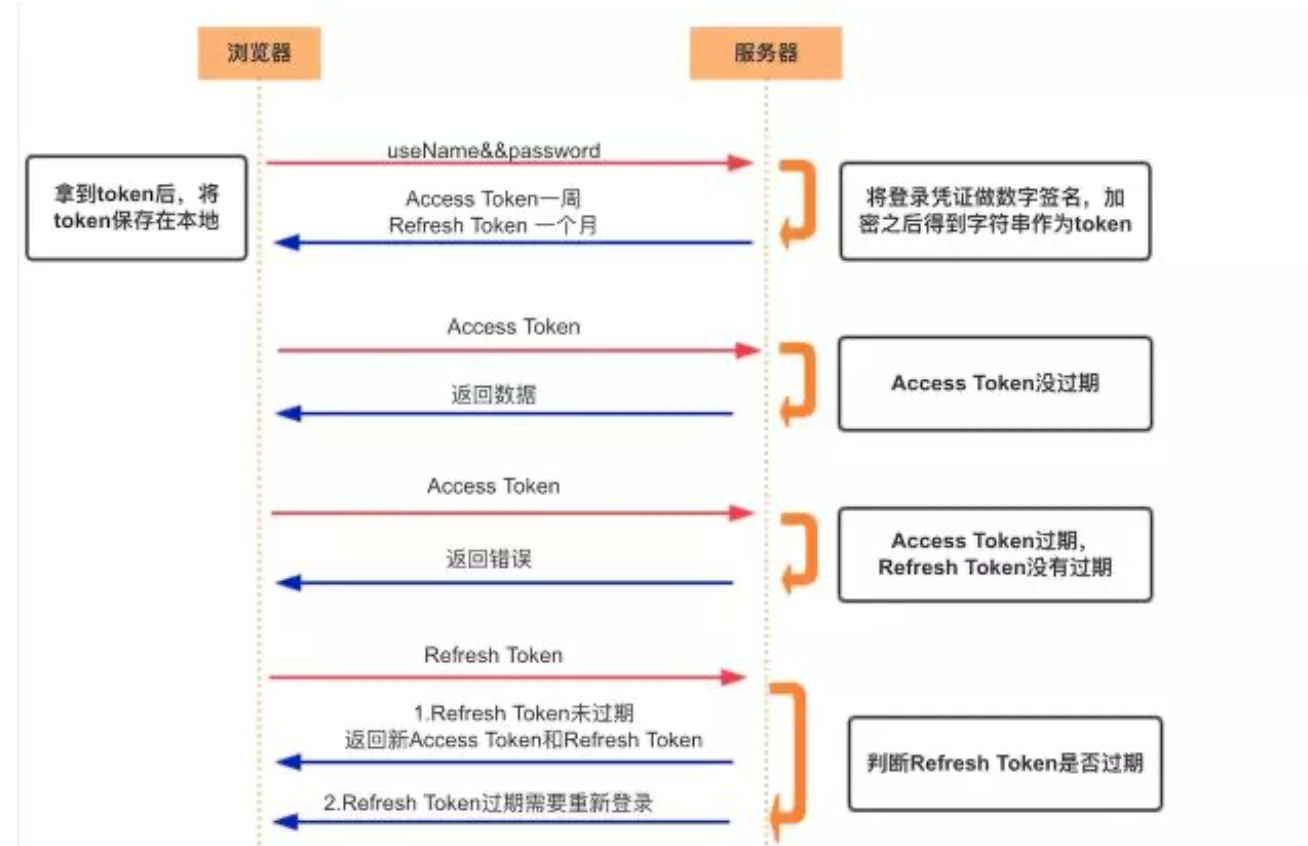 浏览器
服务器
useName&&password
拿到token后，将
token保存在本地
Access Token一周
Refresh Token 一个月
将登录凭证做数字签名，加
密之后得到字符串作为token
Access Token
返回数据
Access Token没过期
Access Token
返回错误
Access Token过期，
Refresh Token没有过期
Refresh Token
1.Refresh Token未过期
返回新Access Token和Refresh Token
2.Refresh Token过期需要重新登录
判断Refresh Token是否过期